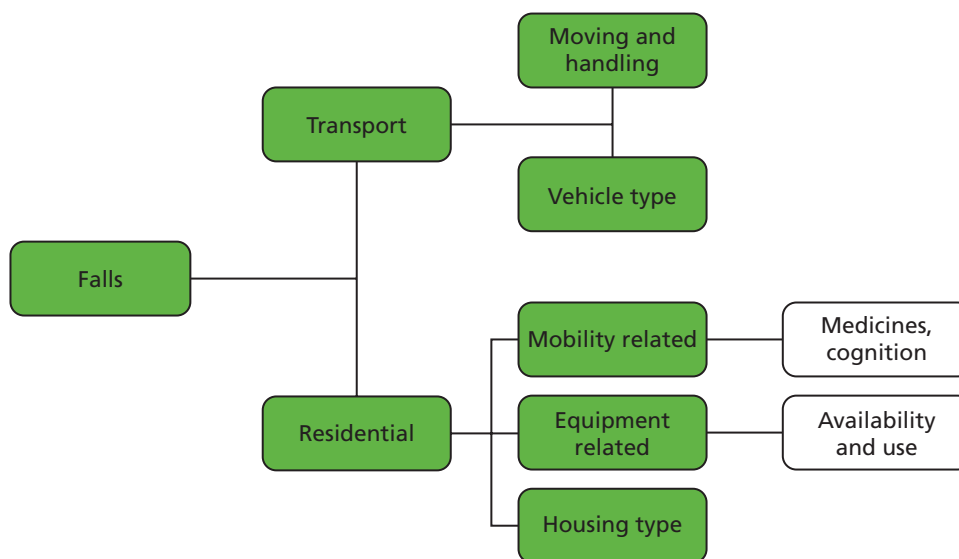 Moving and
handling
Transport
Vehicle type
Falls
Mobility related
Medicines,
cognition
Residential
Equipment
related
Availability
and use
Housing type